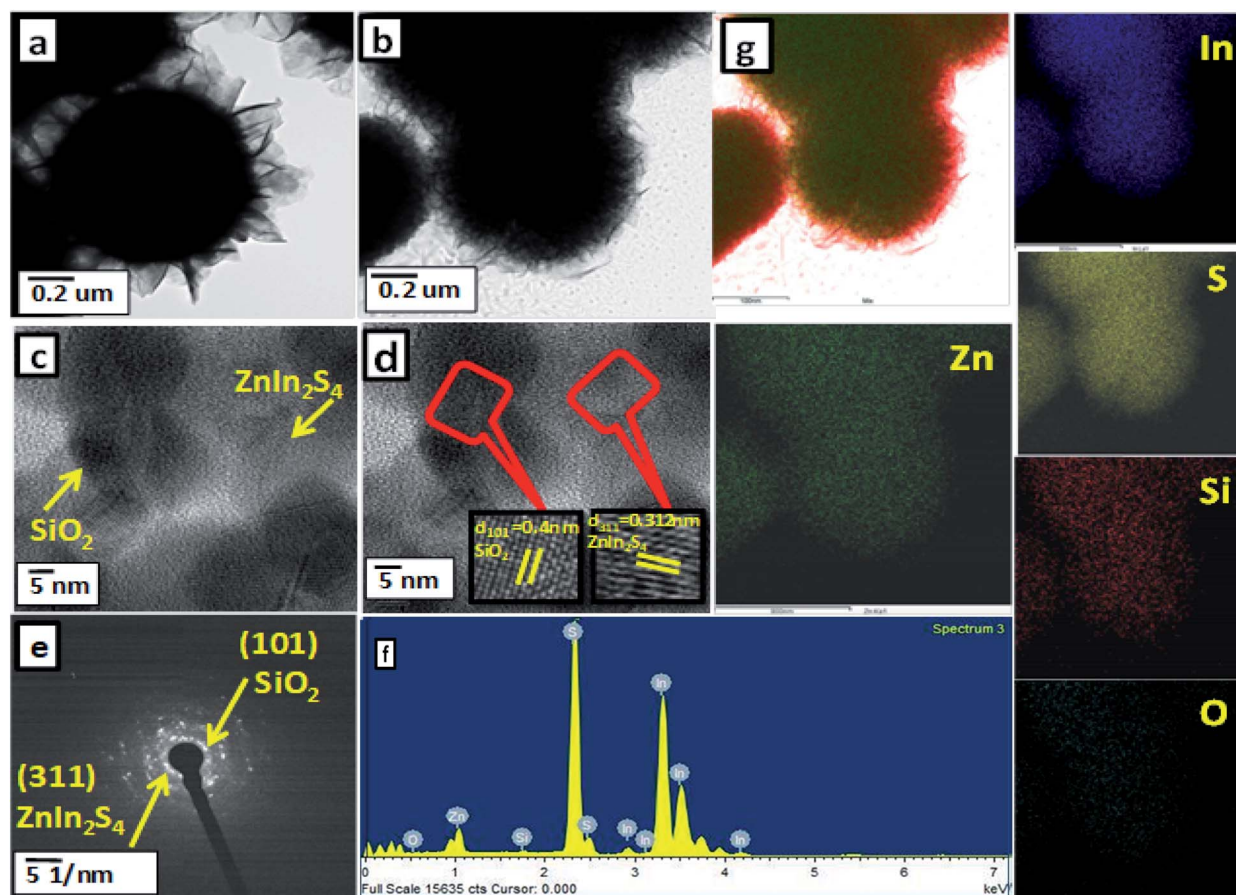 a
0.2 um
b
0.2 um
g
100nm
In
S
c
ZnIn₂S₄
SiO₂
5 nm
d
d₁₀₁=0.4nm
SiO₂
d₃₁₁=0.312nm
ZnIn₂S₄
5 nm
Zn
Si
e
(101)
SiO₂
(311)
ZnIn₂S₄
5 1/nm
f
Spectrum 3
S
In
In
Zn
O
Si
S
In
In
In
0 1 2 3 4 5 6 7
Full Scale 15635 cts Cursor: 0.000
keV
O